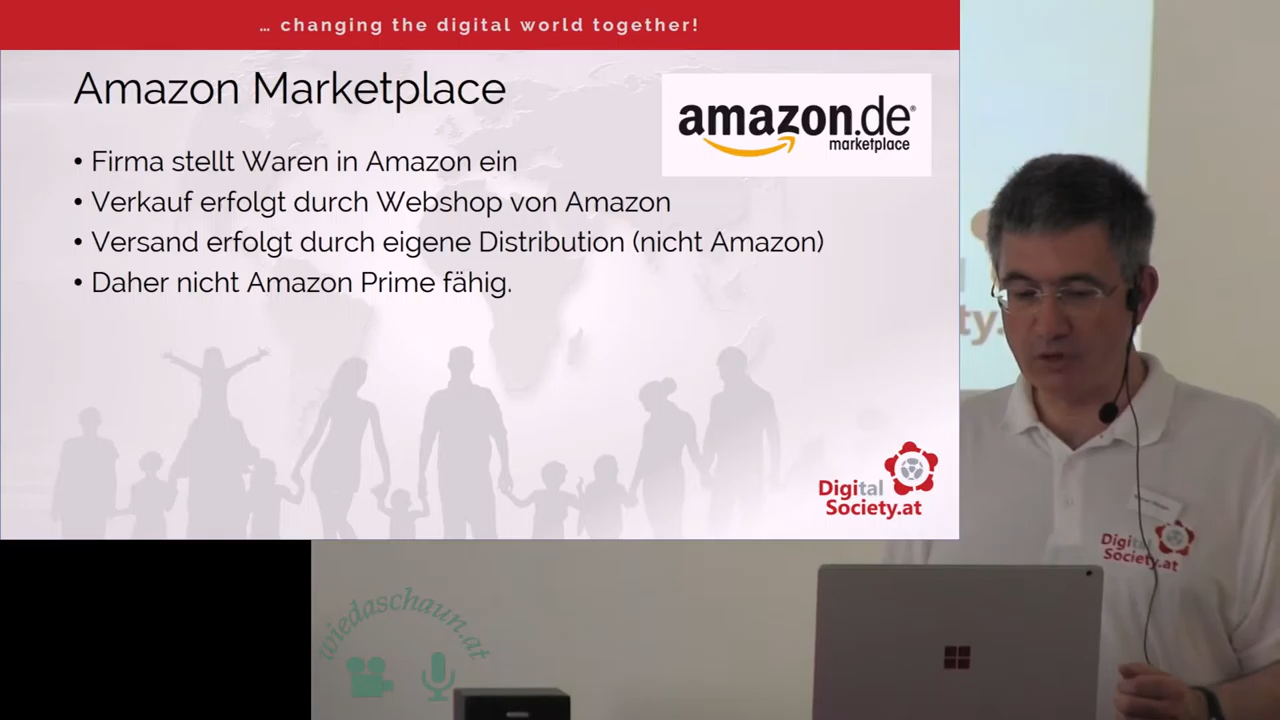 … changing the digital world together!
Amazon Marketplace
amazon.de®
marketplace
• Firma stellt Waren in Amazon ein
• Verkauf erfolgt durch Webshop von Amazon
• Versand erfolgt durch eigene Distribution (nicht Amazon)
• Daher nicht Amazon Prime fähig.
Digital
Society.at
ty.
Digital
Society.at
wiedaschaun.at